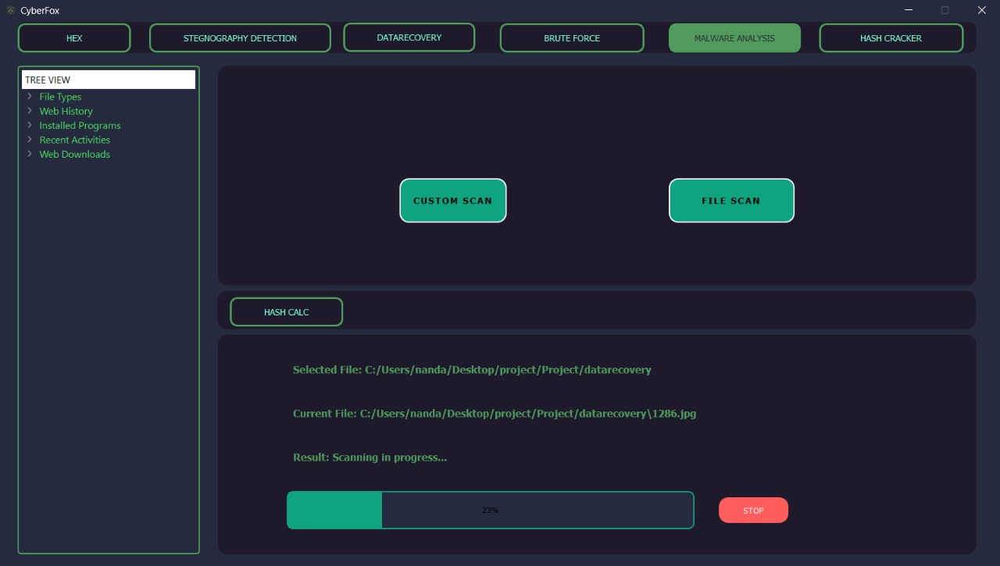 CyberFox
HEX
STEGNOGRAPHY DETECTION
DATARECOVERY
BRUTE FORCE
MALWARE ANALYSIS
HASH CRACKER
TREE VIEW
File Types
Web History
Installed Programs
Recent Activities
Web Downloads
CUSTOM SCAN
FILE SCAN
HASH CALC
Selected File: C:/Users/nanda/Desktop/project/Project/datarecovery
Current File: C:/Users/nanda/Desktop/project/Project/datarecovery\1286.jpg
Result: Scanning in progress...
23%
STOP